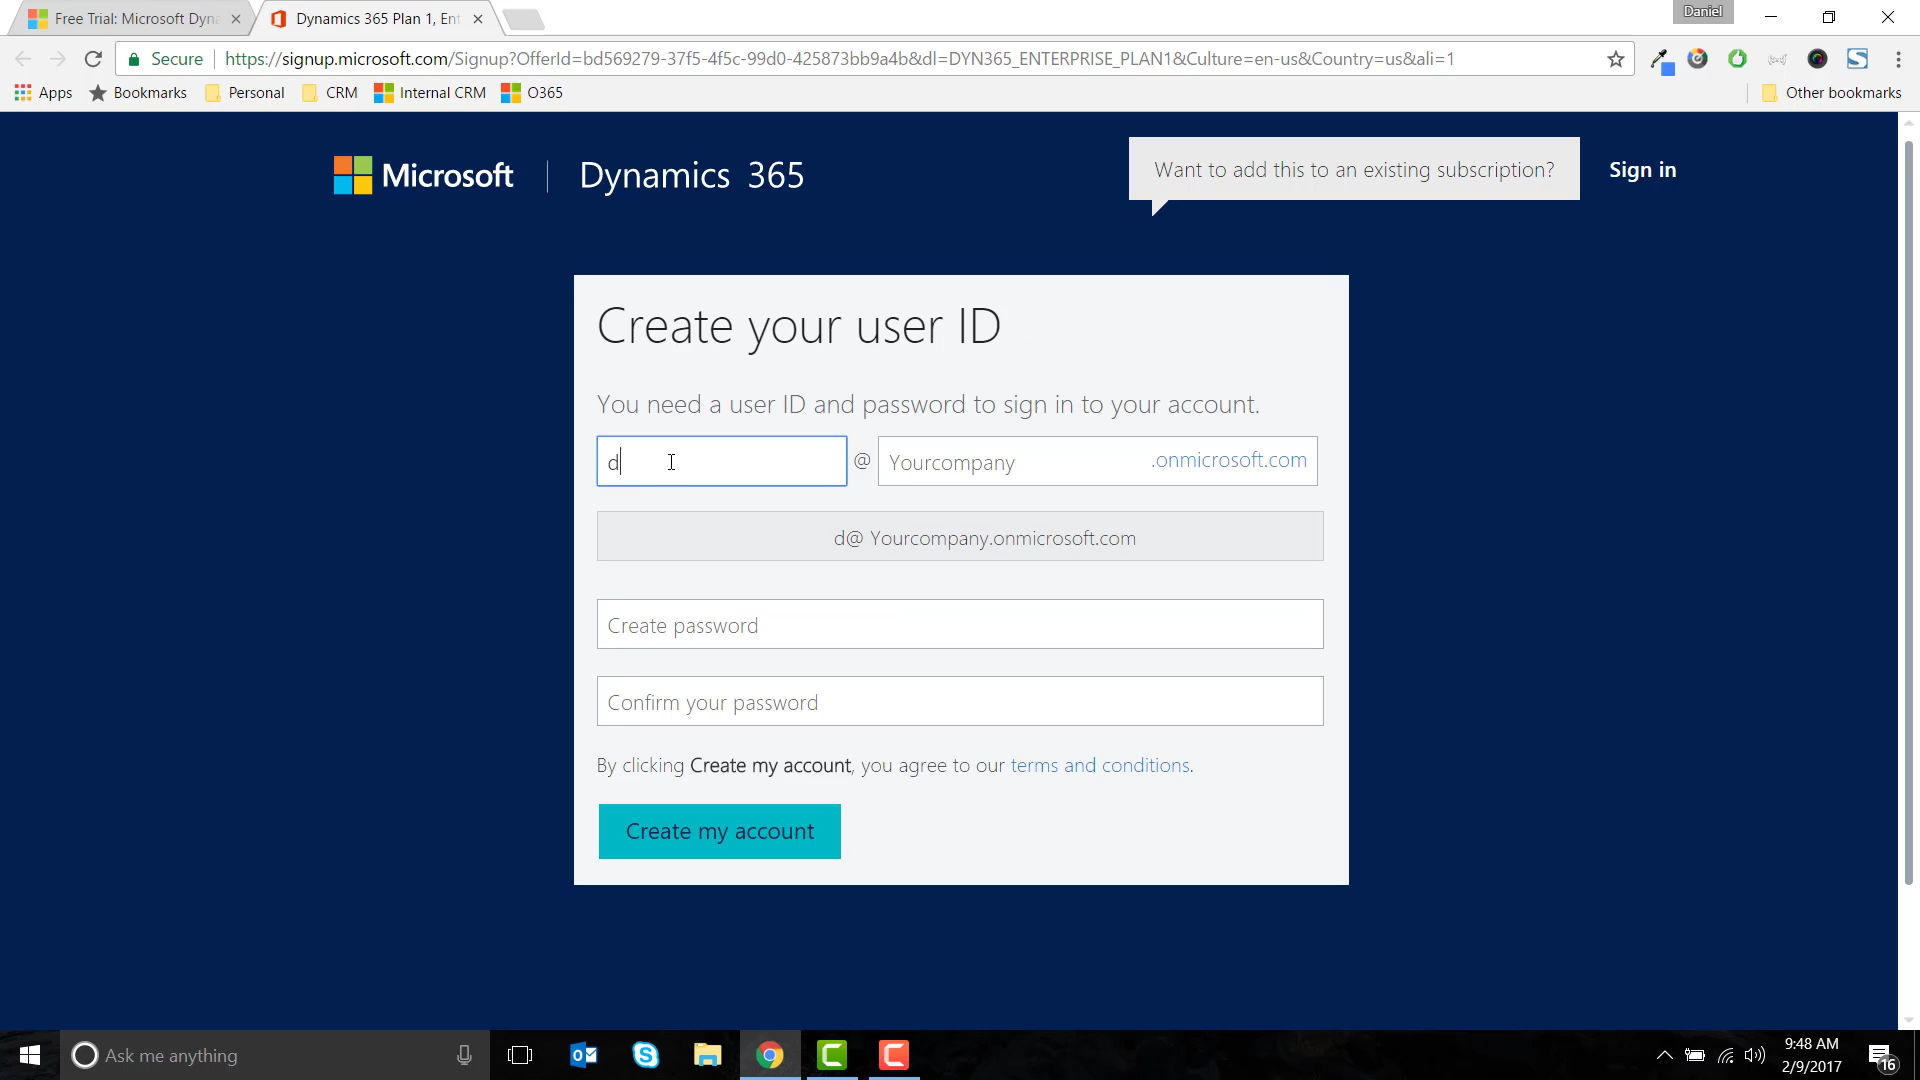 Free Trial: Microsoft Dyna
Dynamics 365 Plan 1, Ent
Daniel
Secure
https://signup.microsoft.com/Signup?OfferId=bd569279-37f5-4f5c-99d0-425873bb9a4b&dl=DYN365_ENTERPRISE_PLAN1&Culture=en-us&Country=us&ali=1
Apps Bookmarks Personal CRM Internal CRM O365 Other bookmarks
Microsoft | Dynamics 365
Want to add this to an existing subscription?
Sign in
Create your user ID
You need a user ID and password to sign in to your account.
d @ Yourcompany .onmicrosoft.com
d@ Yourcompany.onmicrosoft.com
Create password
Confirm your password
By clicking Create my account, you agree to our terms and conditions.
Create my account
Ask me anything
9:48 AM
2/9/2017
16